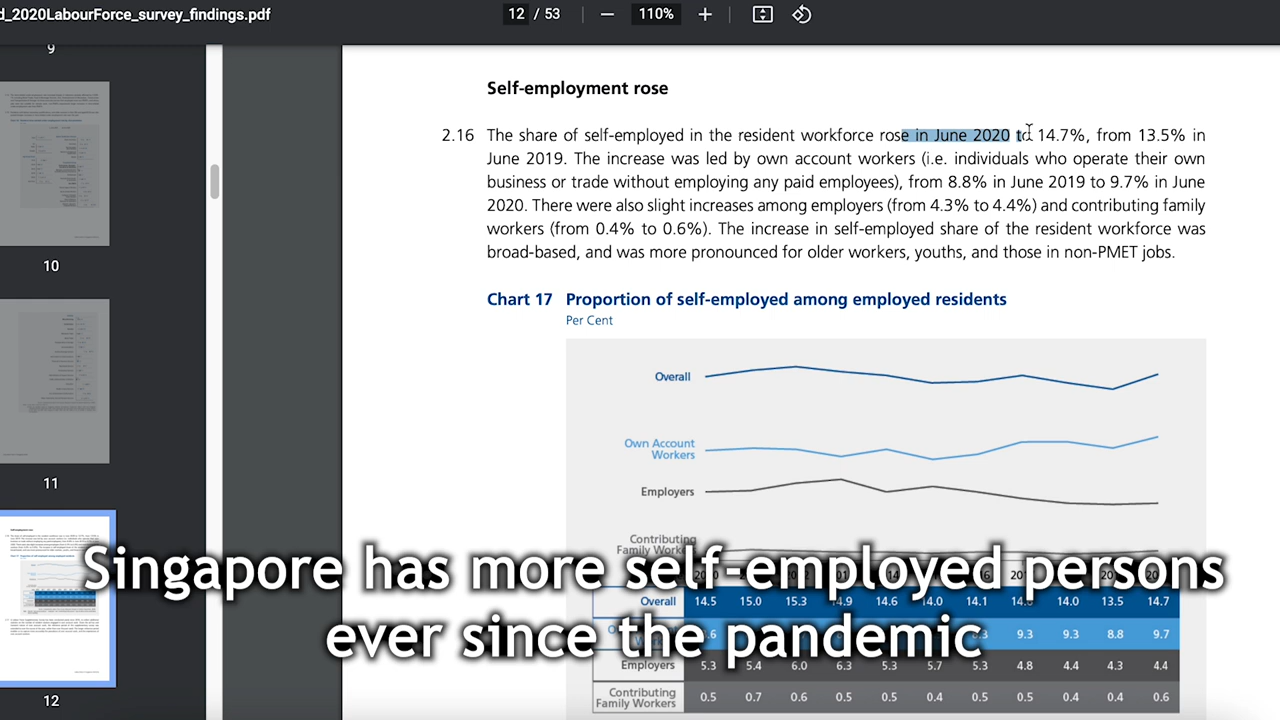 d_2020LabourForce_survey_findings.pdf
12 / 53
110%
9
10
11
12
Self-employment rose
2.16 The share of self-employed in the resident workforce rose in June 2020 to 14.7%, from 13.5% in
June 2019. The increase was led by own account workers (i.e. individuals who operate their own
business or trade without employing any paid employees), from 8.8% in June 2019 to 9.7% in June
2020. There were also slight increases among employers (from 4.3% to 4.4%) and contributing family
workers (from 0.4% to 0.6%). The increase in self-employed share of the resident workforce was
broad-based, and was more pronounced for older workers, youths, and those in non-PMET jobs.
Chart 17 Proportion of self-employed among employed residents
Per Cent
Overall
Own Account
Workers
Employers
Contributing
Family
Singapore has more self-employed persons
ever since the pandemic
Overall 14.5 15.0 15.3 14.9 14.6 14.0 14.1 14.0 13.5 14.7
9.3 9.3 8.8 9.7
Employers 5.3 5.4 6.0 6.3 5.3 5.7 5.3 4.8 4.4 4.3 4.4
Contributing
Family Workers 0.5 0.7 0.6 0.5 0.5 0.4 0.5 0.5 0.4 0.4 0.6